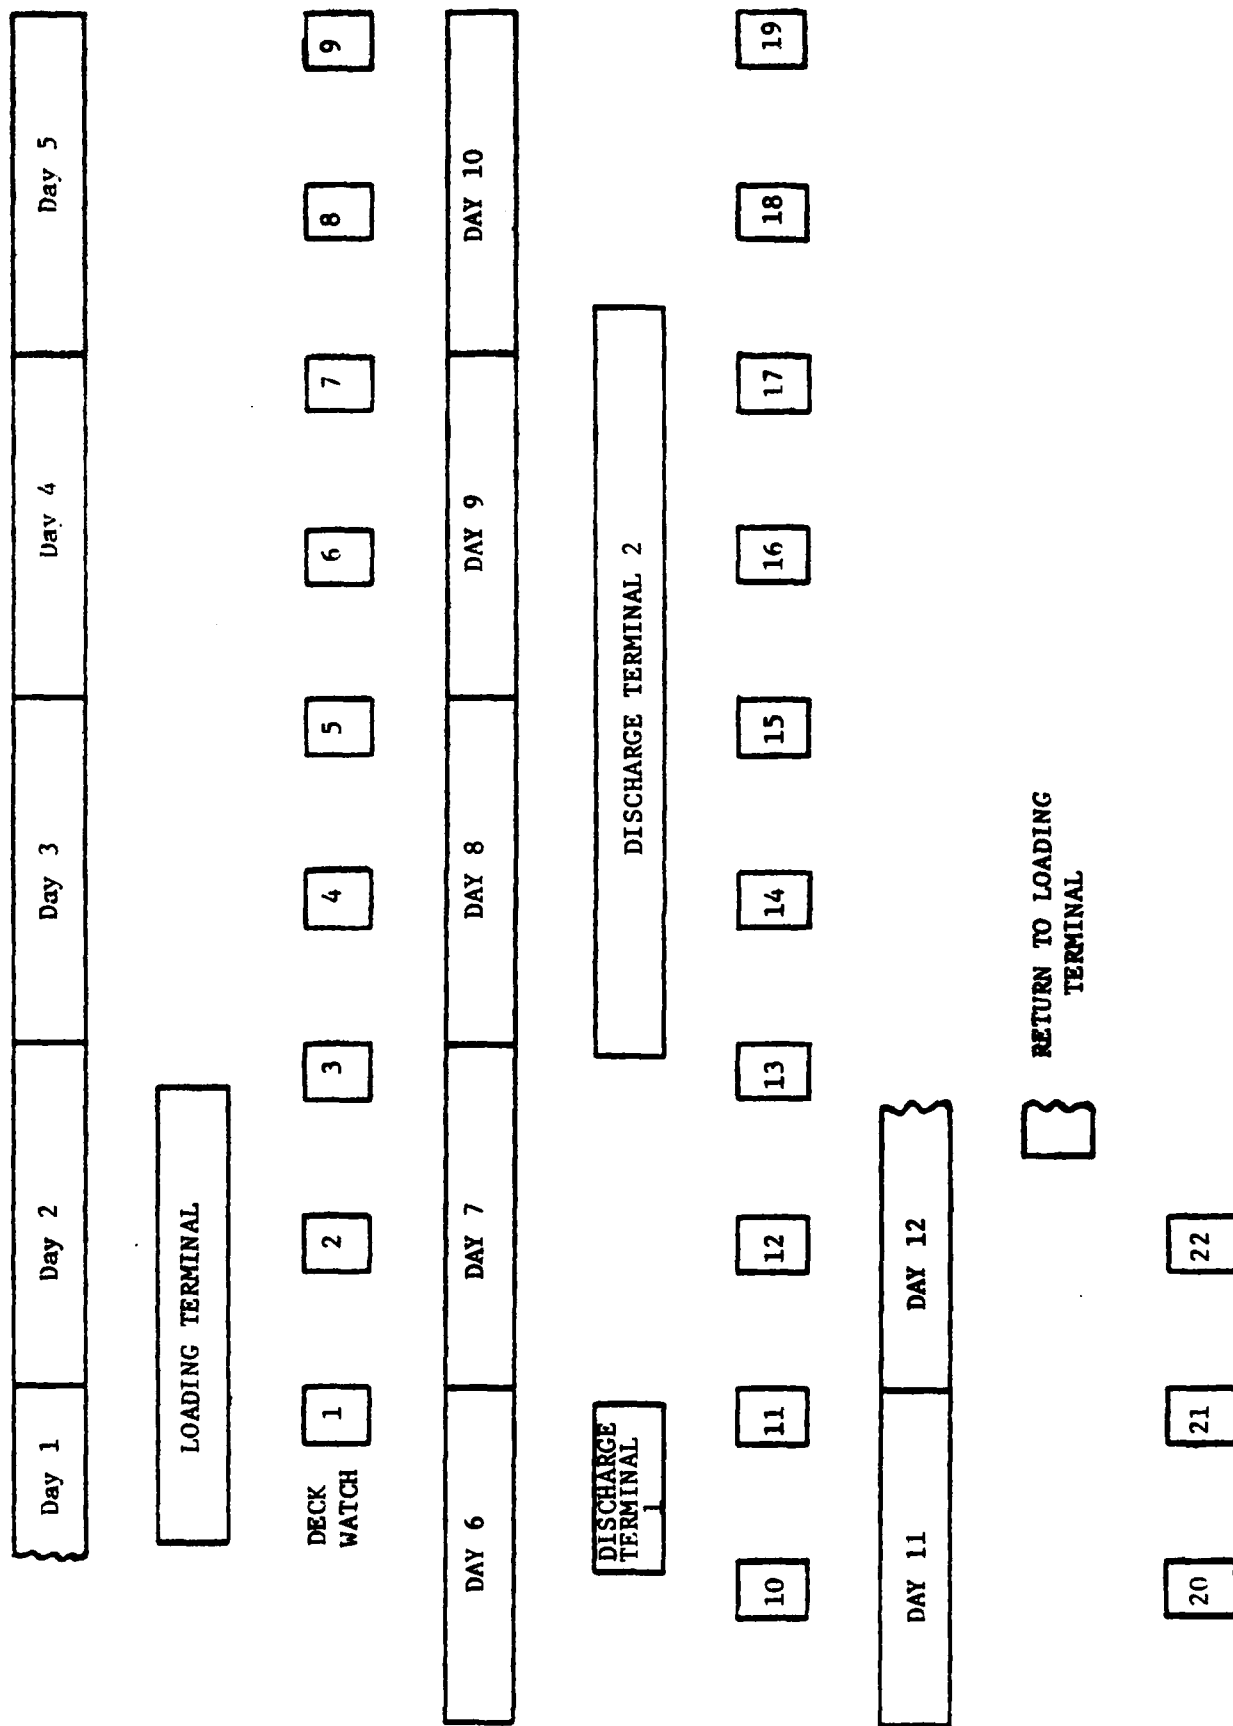 Day 1
Day 2
Day 3
Day 4
Day 5
LOADING TERMINAL
DECK
WATCH
1
2
3
4
5
6
7
8
9
DAY 6
DAY 7
DAY 8
DAY 9
DAY 10
DISCHARGE
TERMINAL
1
DISCHARGE TERMINAL 2
10
11
12
13
14
15
16
17
18
19
DAY 11
DAY 12
RETURN TO LOADING
TERMINAL
20
21
22